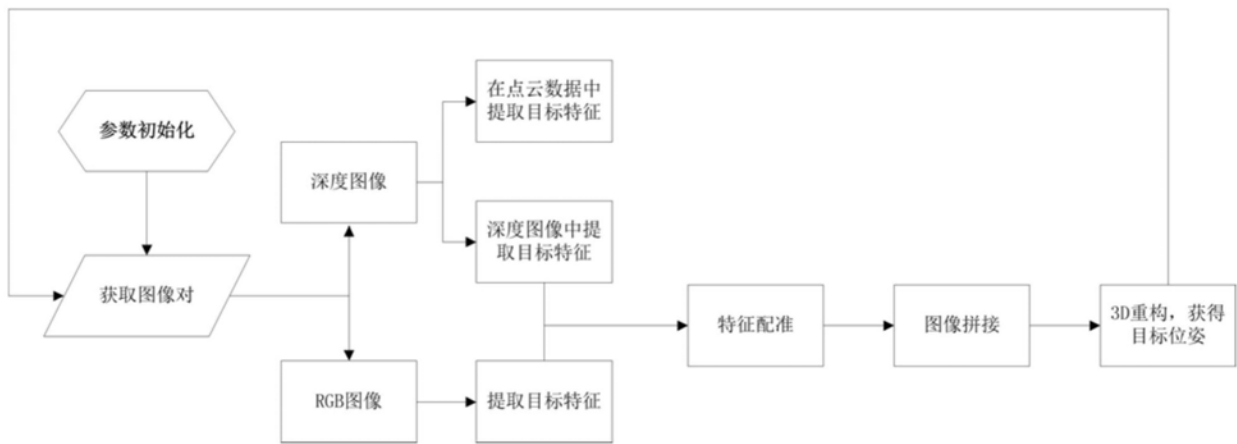 参数初始化
获取图像对
深度图像
RGB图像
在点云数据中
提取目标特征
深度图像中提
取目标特征
提取目标特征
特征配准
图像拼接
3D重构，获得
目标位姿